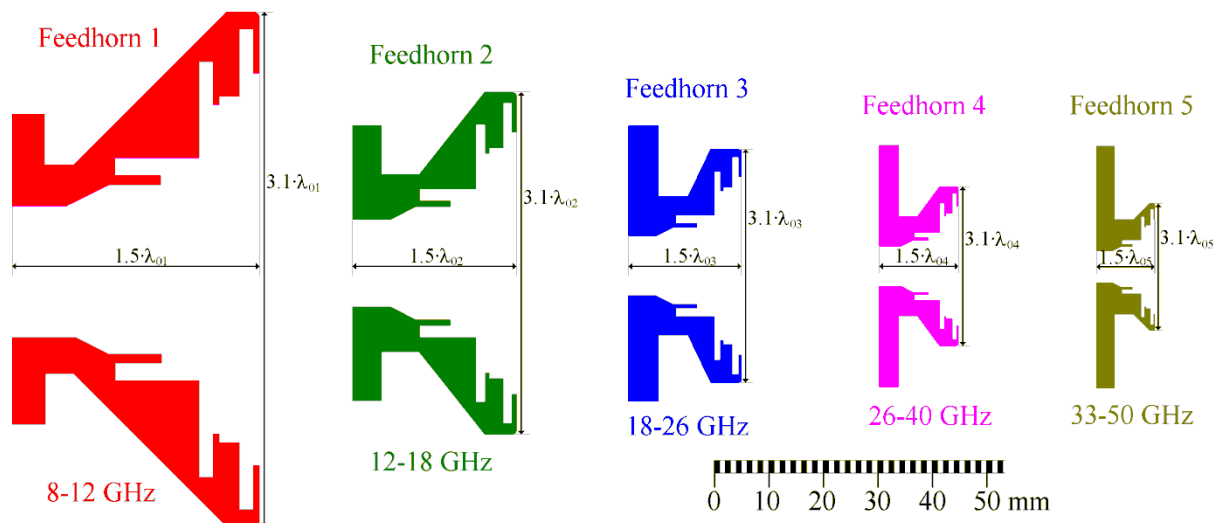 Feedhorn 1
Feedhorn 2
Feedhorn 3
Feedhorn 4
Feedhorn 5
3.1·λ₀₁
3.1·λ₀₂
3.1·λ₀₃
3.1·λ₀₄
3.1·λ₀₅
1.5·λ₀₁
1.5·λ₀₂
1.5·λ₀₃
1.5·λ₀₄
1.5·λ₀₅
8-12 GHz
12-18 GHz
18-26 GHz
26-40 GHz
33-50 GHz
0 10 20 30 40 50 mm